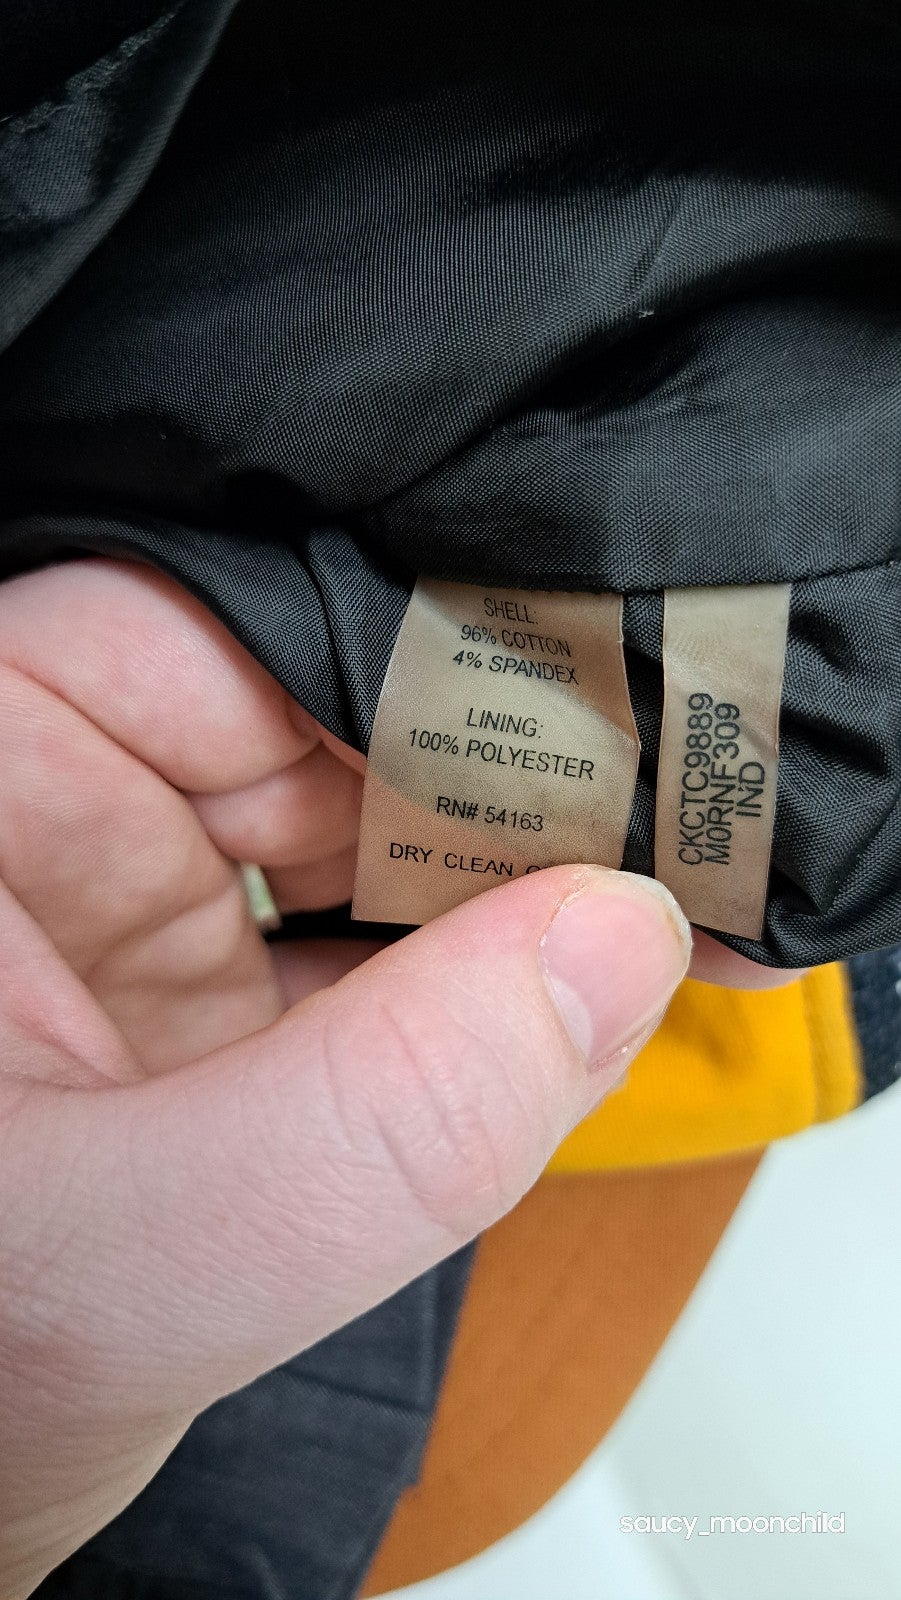 SHELL:
96% COTTON
4% SPANDEX
LINING:
100% POLYESTER
RN# 54163
DRY CLEAN
CKCTC9889
M0RNF309
IND
saucy_moonchild